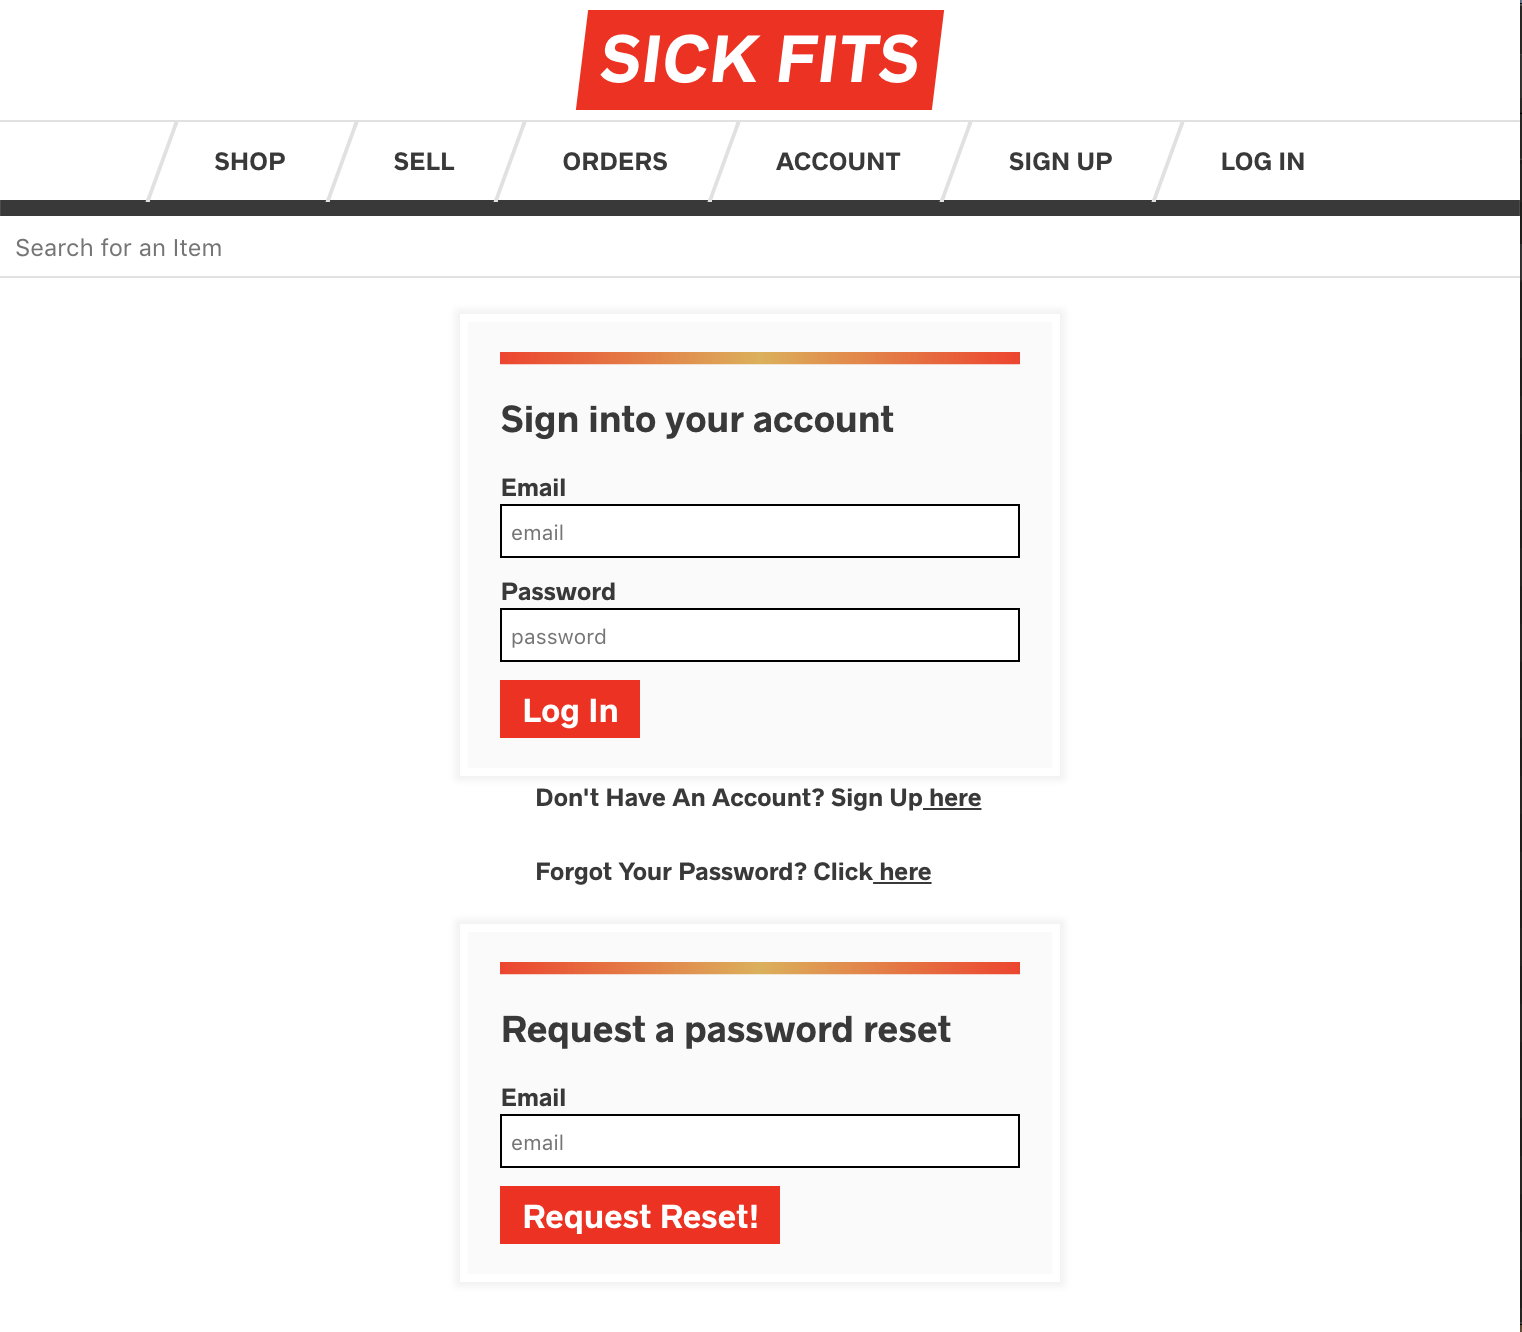 SICK FITS
SHOP SELL ORDERS ACCOUNT SIGN UP LOG IN
Search for an Item
Sign into your account
Email
email
Password
password
Log In
Don't Have An Account? Sign Up here
Forgot Your Password? Click here
Request a password reset
Email
email
Request Reset!